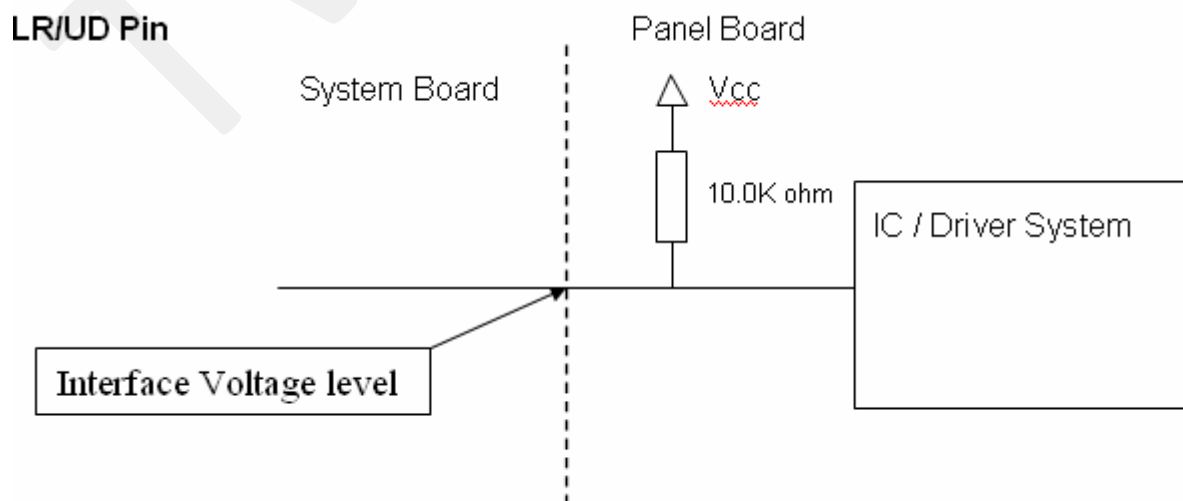 LR/UD Pin
Panel Board
System Board
Vcc
10.0K ohm
IC / Driver System
Interface Voltage level